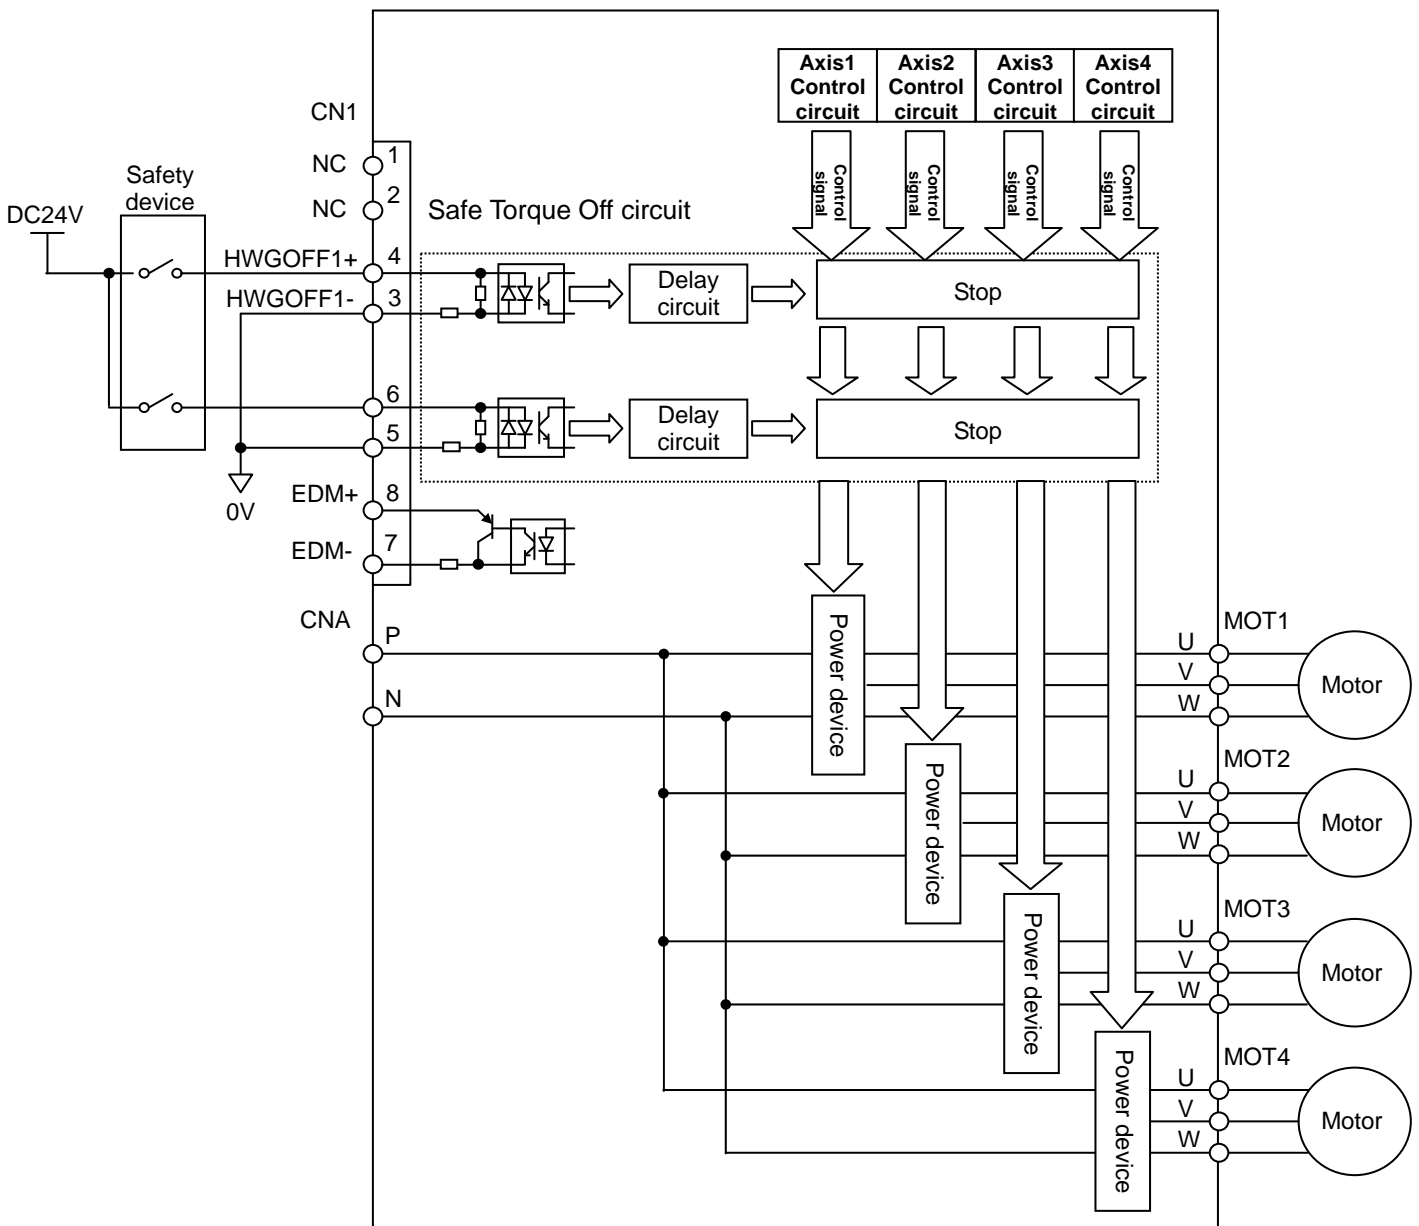 Axis1
Control
circuit
Axis2
Control
circuit
Axis3
Control
circuit
Axis4
Control
circuit
Control
signal
Control
signal
Control
signal
Control
signal
CN1
NC
1
NC
2
Safety
device
DC24V
Safe Torque Off circuit
HWGOFF1+
4
HWGOFF1-
3
Delay
circuit
Stop
6
5
Delay
circuit
Stop
0V
EDM+
8
EDM-
7
CNA
P
N
Power device
Power device
Power device
Power device
MOT1
U
V
W
Motor
MOT2
U
V
W
Motor
MOT3
U
V
W
Motor
MOT4
U
V
W
Motor